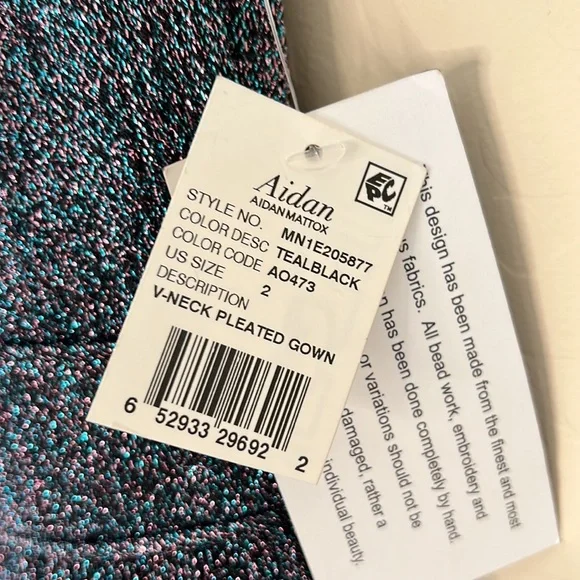 Aidan
AIDAN MATTOX
STYLE NO. MN1E205877
COLOR DESC TEALBLACK
COLOR CODE AO473
US SIZE 2
DESCRIPTION
V-NECK PLEATED GOWN
6 52933 29692 2
EPC™
his design has been made from the finest and most
s fabrics. All bead work, embroidery and
n has been done completely by hand.
or variations should not be
damaged, rather a
individual beauty.